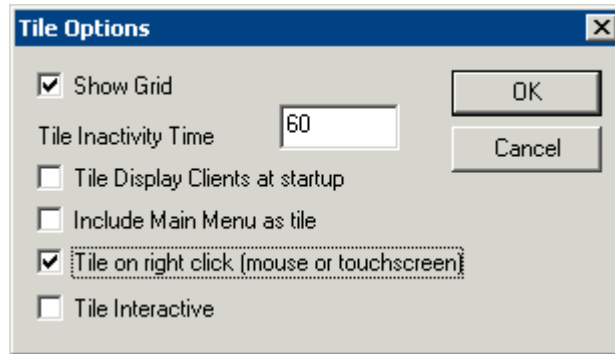 Tile Options
Show Grid
OK
Tile Inactivity Time
60
Cancel
Tile Display Clients at startup
Include Main Menu as tile
Tile on right click (mouse or touchscreen)
Tile Interactive